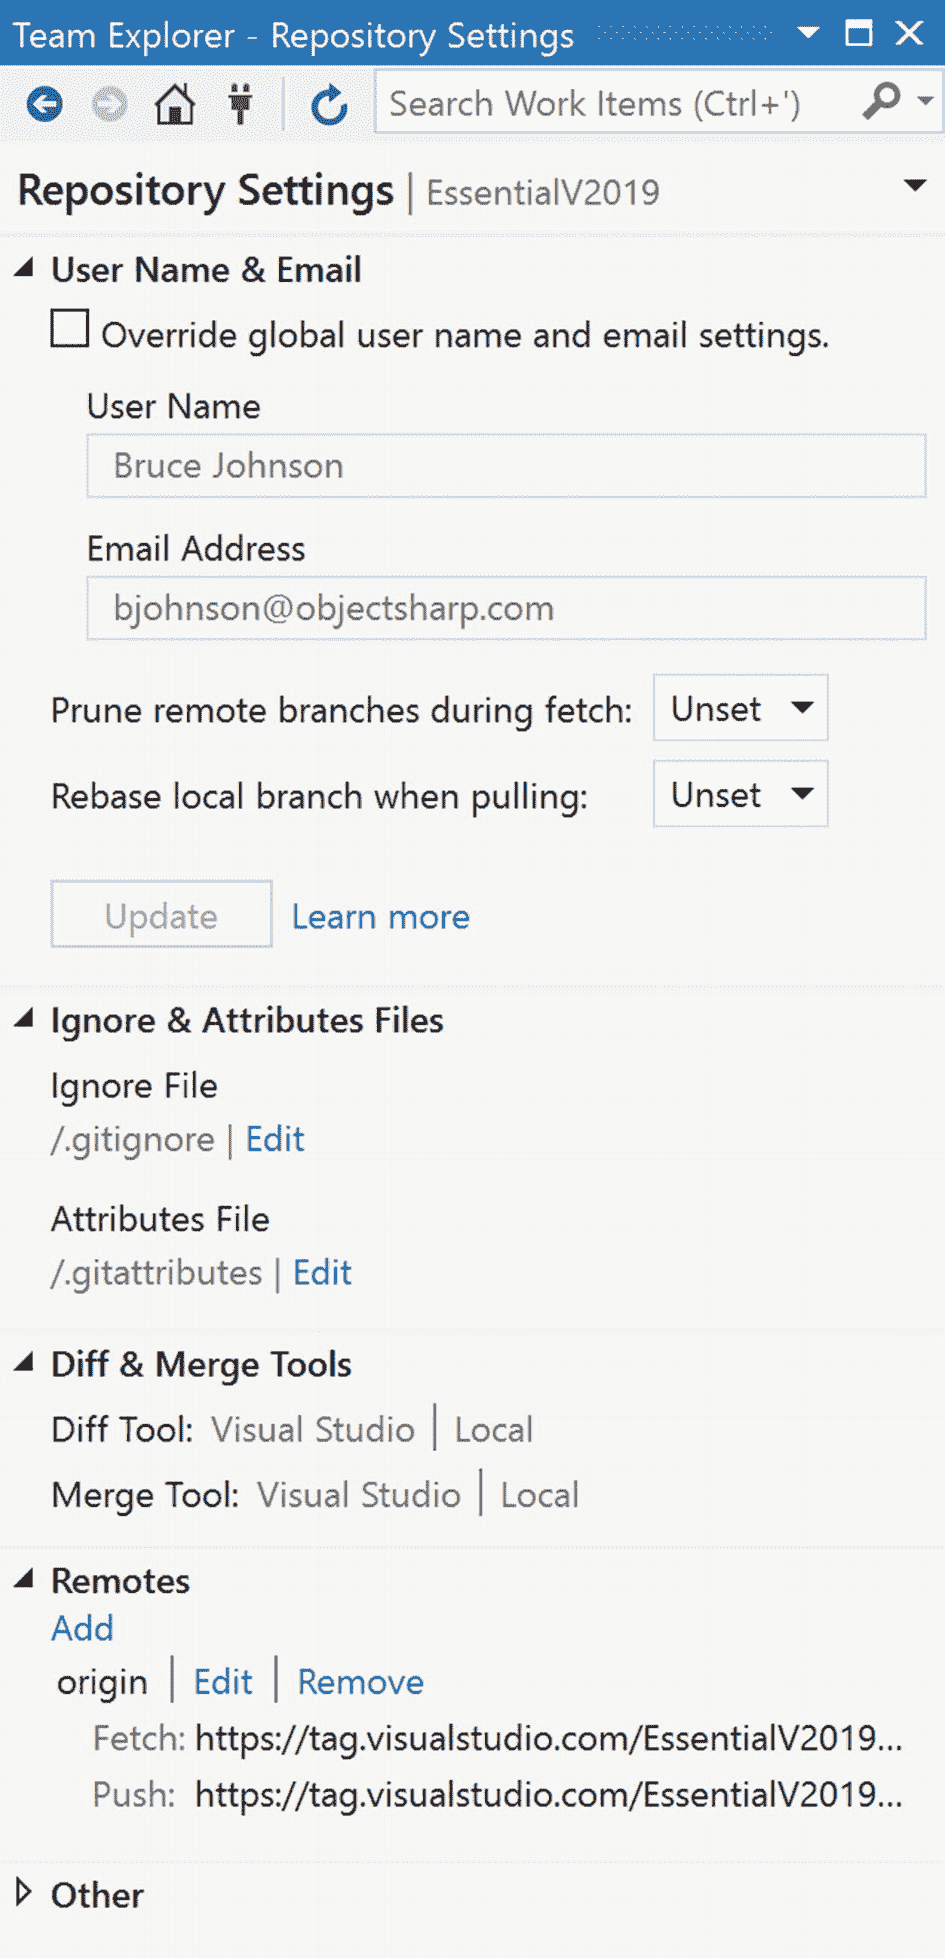 Team Explorer - Repository Settings
Search Work Items (Ctrl+')
Repository Settings | EssentialV2019
User Name & Email
Override global user name and email settings.
User Name
Bruce Johnson
Email Address
bjohnson@objectsharp.com
Prune remote branches during fetch: Unset
Rebase local branch when pulling: Unset
Update Learn more
Ignore & Attributes Files
Ignore File
/.gitignore | Edit
Attributes File
/.gitattributes | Edit
Diff & Merge Tools
Diff Tool: Visual Studio | Local
Merge Tool: Visual Studio | Local
Remotes
Add
origin | Edit | Remove
Fetch: https://tag.visualstudio.com/EssentialV2019...
Push: https://tag.visualstudio.com/EssentialV2019...
Other